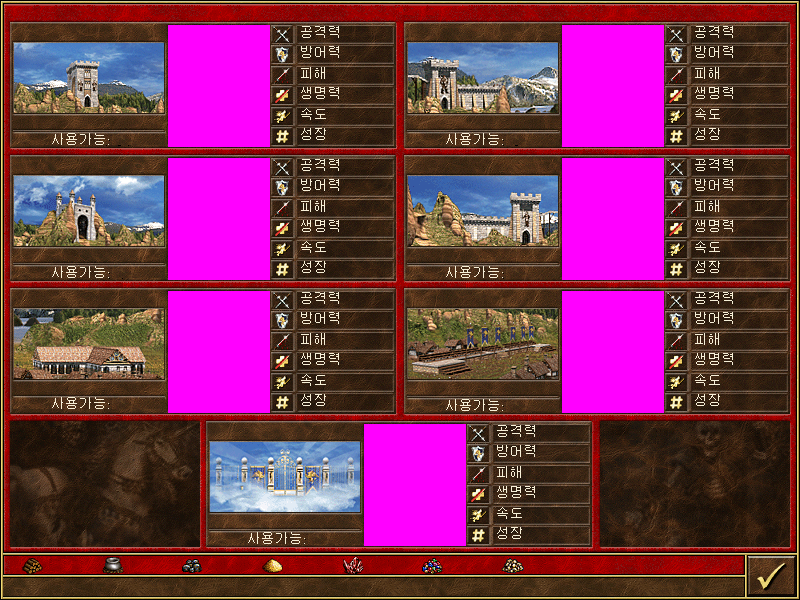 공격력
방어력
피해
생명력
속도
성장
사용가능:
공격력
방어력
피해
생명력
속도
성장
사용가능:
공격력
방어력
피해
생명력
속도
성장
사용가능:
공격력
방어력
피해
생명력
속도
성장
사용가능:
공격력
방어력
피해
생명력
속도
성장
사용가능:
공격력
방어력
피해
생명력
속도
성장
사용가능:
공격력
방어력
피해
생명력
속도
성장
사용가능: